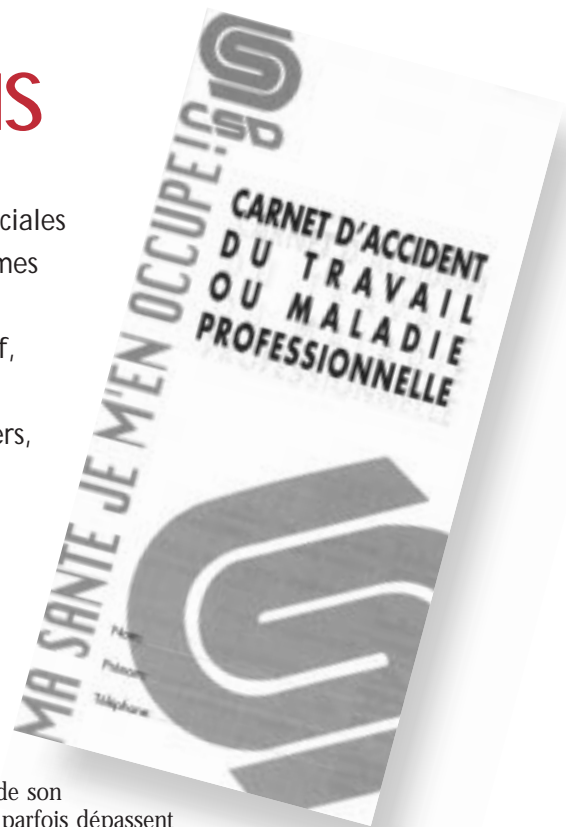 NS
CSD
MA SANTE JE M'EN OCCUPE!
CARNET D'ACCIDENT
DU TRAVAIL
OU MALADIE
PROFESSIONNELLE
ciales
mes
f,
ers,
Nom:
Prénom:
Téléphone:
de son
parfois dépassent